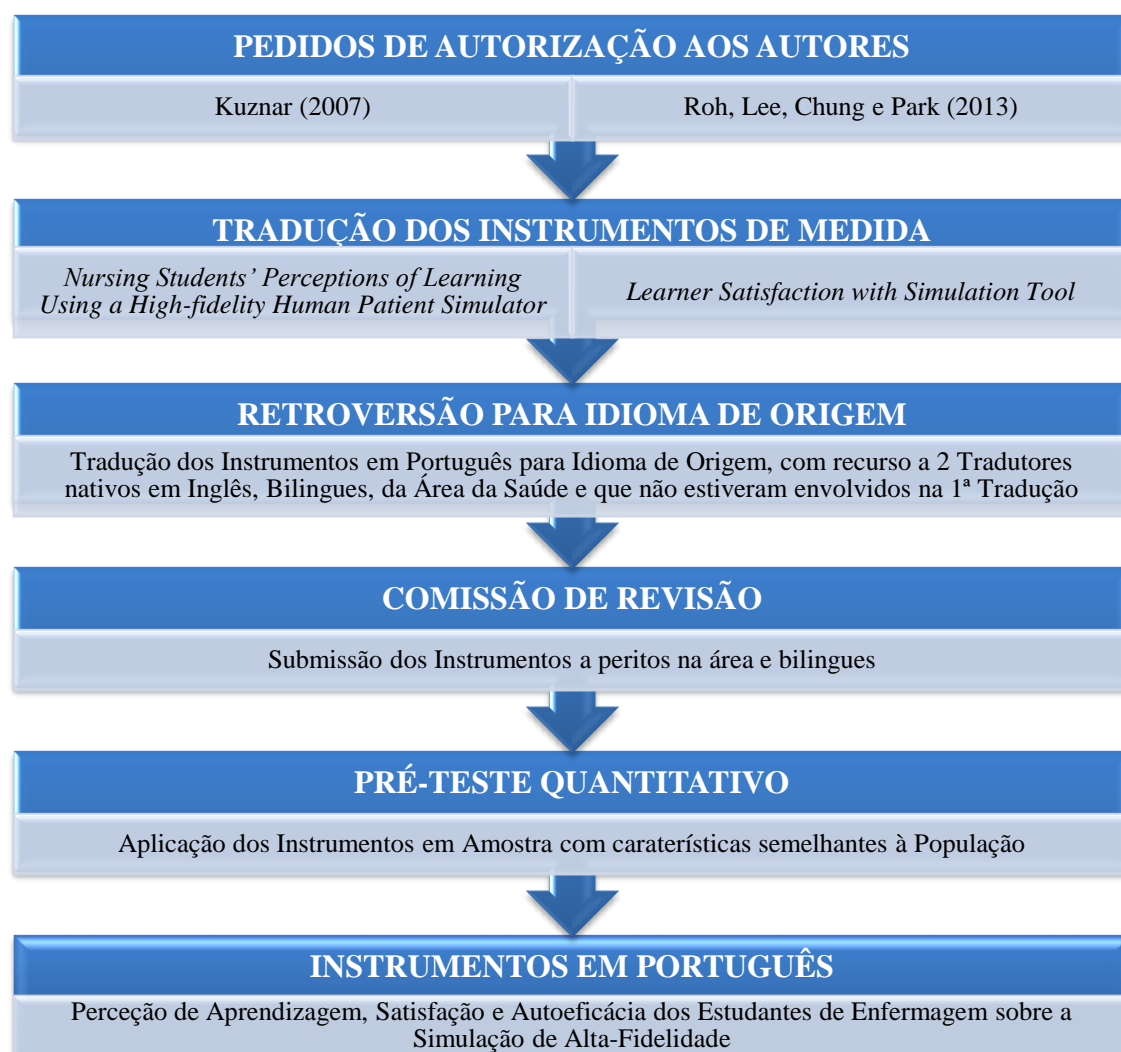 PEDIDOS DE AUTORIZAÇÃO AOS AUTORES
Kuznar (2007)
Roh, Lee, Chung e Park (2013)
TRADUÇÃO DOS INSTRUMENTOS DE MEDIDA
Nursing Students’ Perceptions of Learning
Using a High-fidelity Human Patient Simulator
Learner Satisfaction with Simulation Tool
RETROVERSÃO PARA IDIOMA DE ORIGEM
Tradução dos Instrumentos em Português para Idioma de Origem, com recurso a 2 Tradutores
nativos em Inglês, Bilingues, da Área da Saúde e que não estiveram envolvidos na 1ª Tradução
COMISSÃO DE REVISÃO
Submissão dos Instrumentos a peritos na área e bilingues
PRÉ-TESTE QUANTITATIVO
Aplicação dos Instrumentos em Amostra com caraterísticas semelhantes à População
INSTRUMENTOS EM PORTUGUÊS
Perceção de Aprendizagem, Satisfação e Autoeficácia dos Estudantes de Enfermagem sobre a
Simulação de Alta-Fidelidade